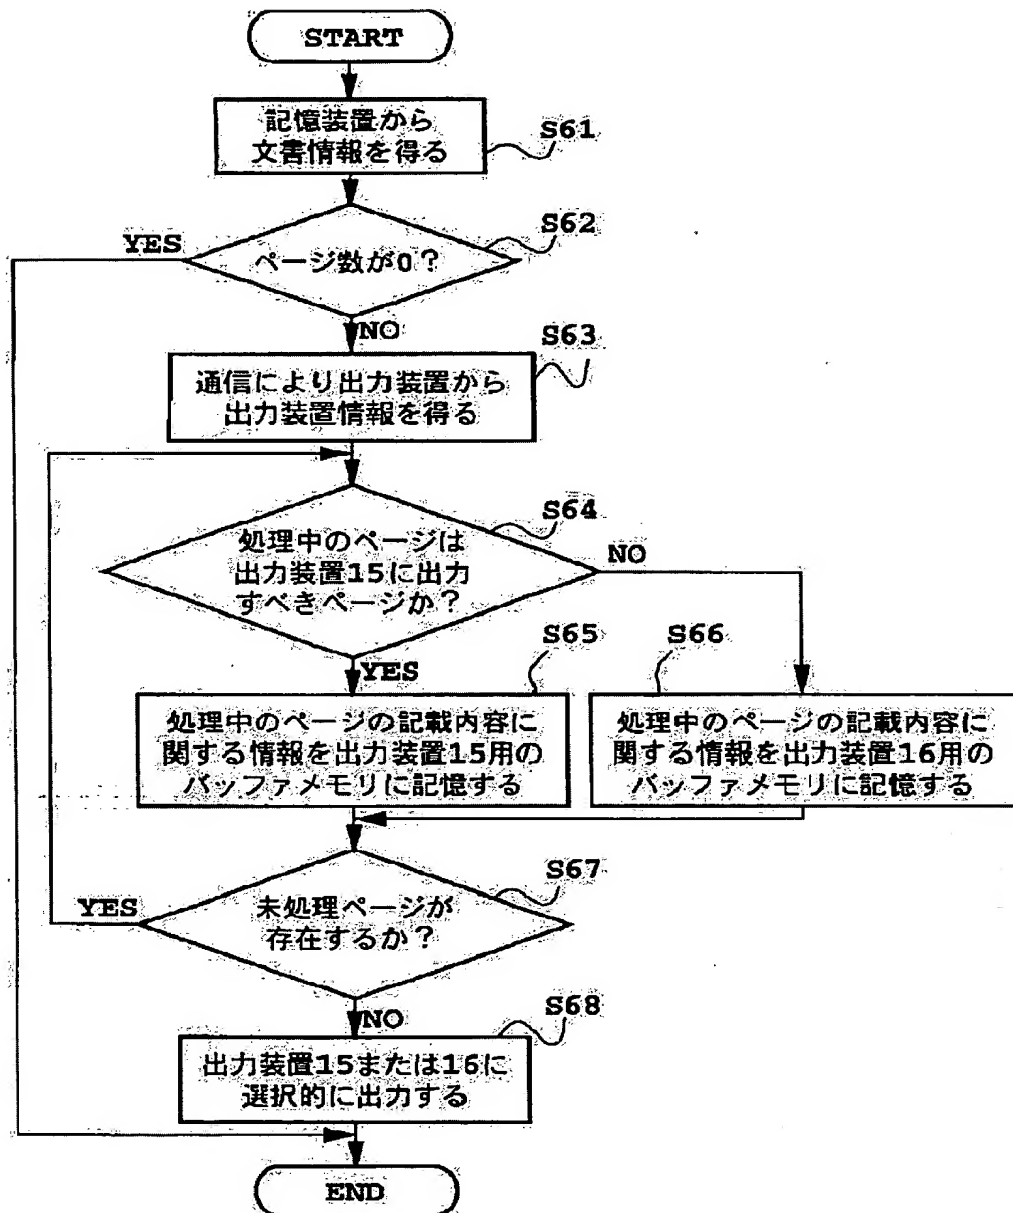 START
記憶装置から
文書情報を得る
S61
S62
YES
ページ数が0？
NO
S63
通信により出力装置から
出力装置情報を得る
S64
処理中のページは
出力装置15に出力
すべきページか？
NO
YES
S65
S66
処理中のページの記載内容に
関する情報を出力装置15用の
バッファメモリに記憶する
処理中のページの記載内容に
関する情報を出力装置16用の
バッファメモリに記憶する
S67
YES
未処理ページが
存在するか？
NO
S68
出力装置15または16に
選択的に出力する
END